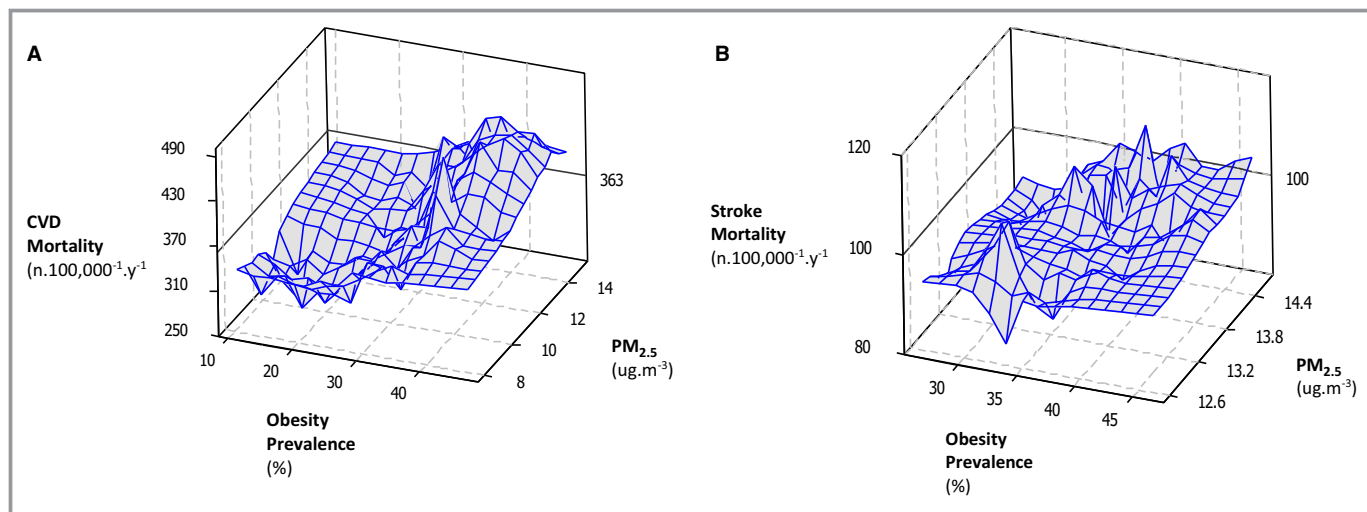 A
490
430
370
310
250
CVD
Mortality
(n.100,000⁻¹.y⁻¹
10
20
30
40
Obesity
Prevalence
(%)
8
10
12
14
PM₂.₅
(ug.m⁻³)
363
B
120
100
80
Stroke
Mortality
(n.100,000⁻¹.y⁻¹
30
35
40
45
Obesity
Prevalence
(%)
12.6
13.2
13.8
14.4
PM₂.₅
(ug.m⁻³)
100